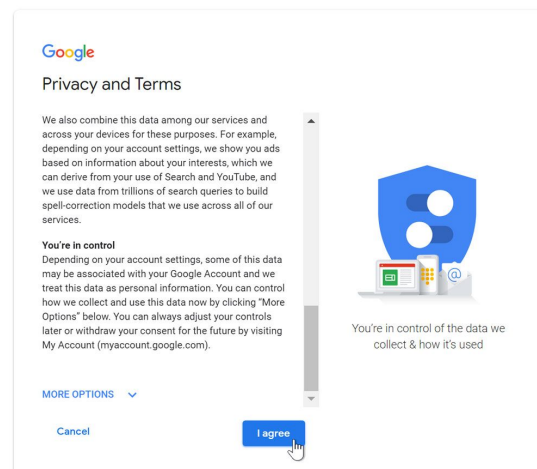 Google
Privacy and Terms
We also combine this data among our services and
across your devices for these purposes. For example,
depending on your account settings, we show you ads
based on information about your interests, which we
can derive from your use of Search and YouTube, and
we use data from trillions of search queries to build
spell-correction models that we use across all of our
services.
You're in control
Depending on your account settings, some of this data
may be associated with your Google Account and we
treat this data as personal information. You can control
how we collect and use this data now by clicking “More
Options” below. You can always adjust your controls
later or withdraw your consent for the future by visiting
My Account (myaccount.google.com).
MORE OPTIONS
Cancel
I agree
@
You're in control of the data we
collect & how it's used